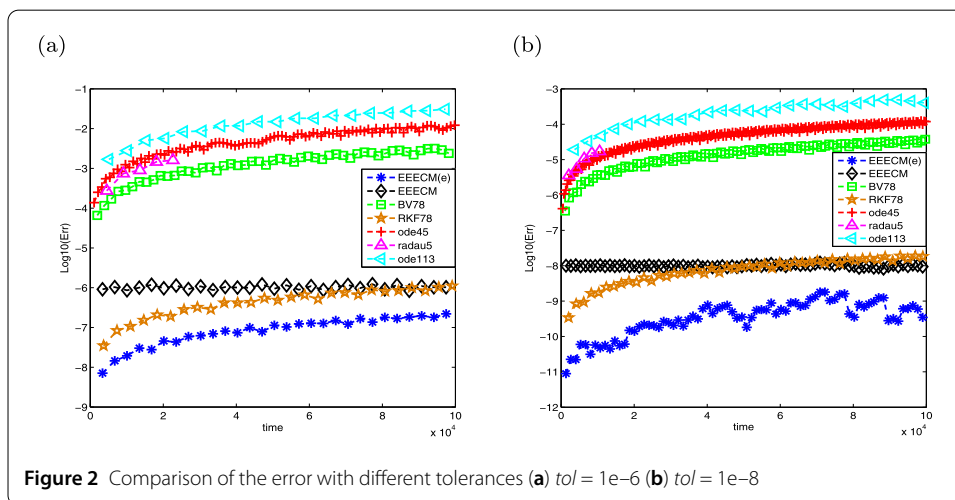 (a)
−1
−2
−3
−4
−5
−6
−7
−8
−9
Log10(Err)
0
2
4
6
8
10
time
x 10^4
EEECM(e)
EEECM
BV78
RKF78
ode45
radau5
ode113
(b)
−3
−4
−5
−6
−7
−8
−9
−10
−11
−12
Log10(Err)
0
2
4
6
8
10
time
x 10^4
EEECM(e)
EEECM
BV78
RKF78
ode45
radau5
ode113
Figure 2 Comparison of the error with different tolerances (a) tol = 1e–6 (b) tol = 1e–8